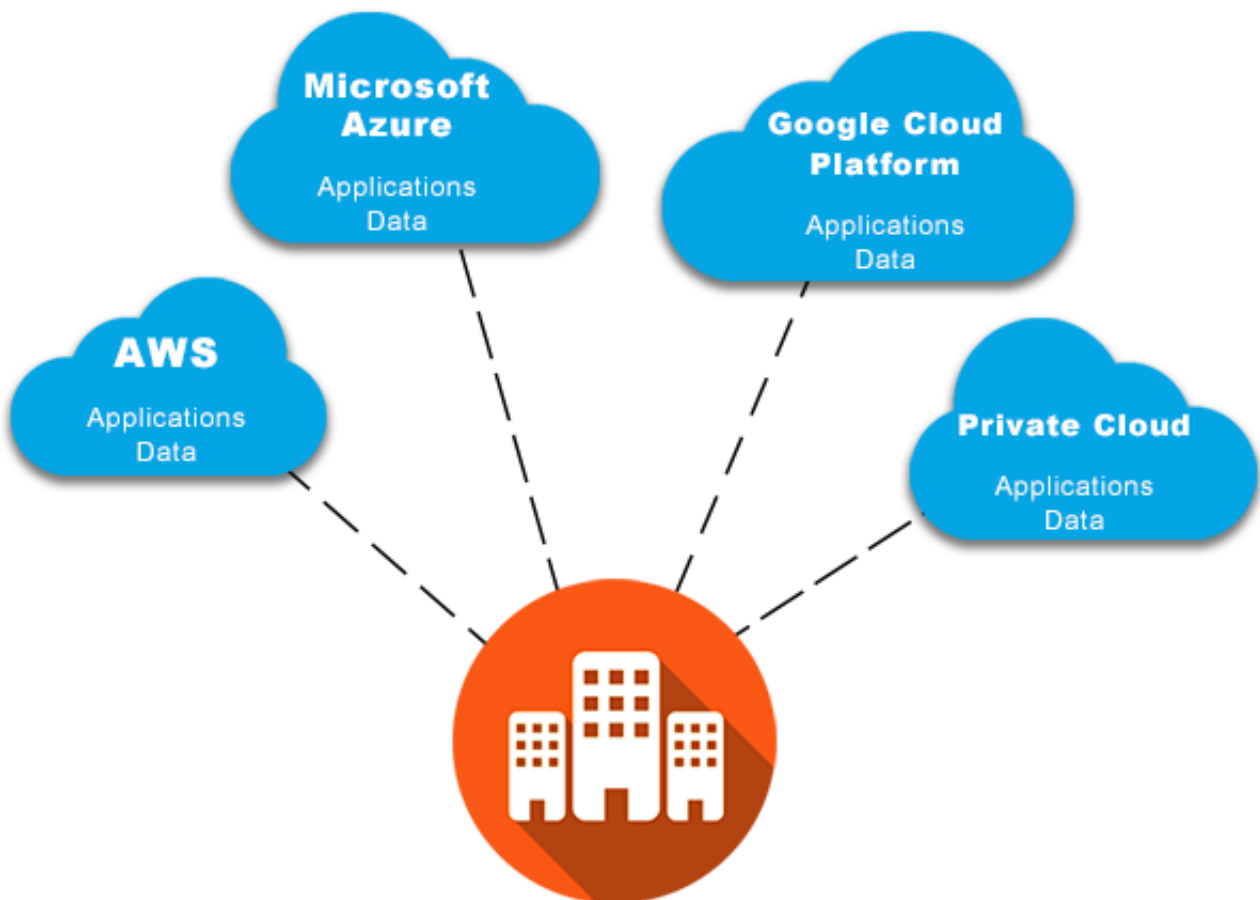 Microsoft
Azure
Applications
Data
Google Cloud
Platform
Applications
Data
AWS
Applications
Data
Private Cloud
Applications
Data